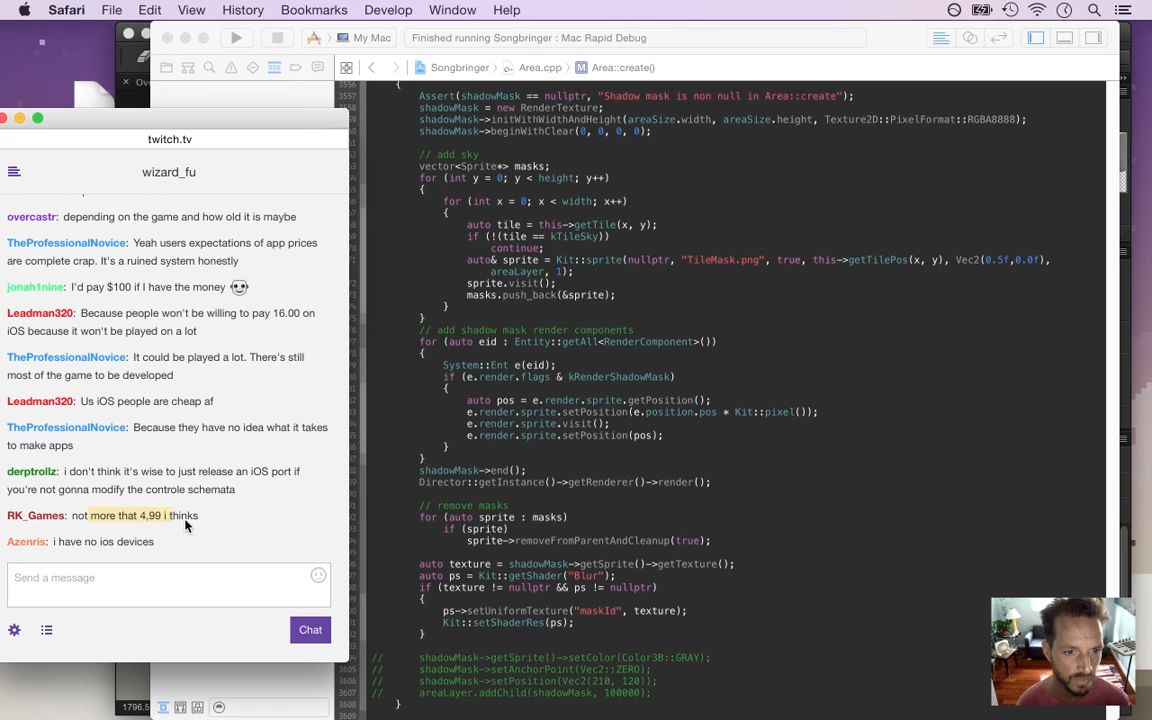 Safari File Edit View History Bookmarks Develop Window Help
My Mac
Finished running Songbringer : Mac Rapid Debug
Songbringer Area.cpp Area::create()
twitch.tv
wizard_fu
overcastr: depending on the game and how old it is maybe
TheProfessionalNovice: Yeah users expectations of app prices
are complete crap. It's a ruined system honestly
jonah1nine: I'd pay $100 if I have the money
Leadman320: Because people won't be willing to pay 16.00 on
iOS because it won't be played on a lot
TheProfessionalNovice: It could be played a lot. There's still
most of the game to be developed
Leadman320: Us iOS people are cheap af
TheProfessionalNovice: Because they have no idea what it takes
to make apps
derptrollz: i don't think it's wise to just release an iOS port if
you're not gonna modify the controle schemata
RK_Games: not more that 4,99 i thinks
Azenris: i have no ios devices
Send a message
Chat
3556 {
Assert(shadowMask == nullptr, "Shadow mask is non null in Area::create");
shadowMask = new RenderTexture;
shadowMask->initWithWidthAndHeight(areaSize.width, areaSize.height, Texture2D::PixelFormat::RGBA8888);
shadowMask->beginWithClear(0, 0, 0, 0);
// add sky
vector<Sprite*> masks;
for (int y = 0; y < height; y++)
{
for (int x = 0; x < width; x++)
{
auto tile = this->getTile(x, y);
if (!(tile == kTileSky))
continue;
auto& sprite = Kit::sprite(nullptr, "TileMask.png", true, this->getTilePos(x, y), Vec2(0.5f,0.0f),
areaLayer, 1);
sprite.visit();
masks.push_back(&sprite);
}
}
// add shadow mask render components
for (auto eid : Entity::getAll<RenderComponent>())
{
System::Ent e(eid);
if (e.render.flags & kRenderShadowMask)
{
auto pos = e.render.sprite.getPosition();
e.render.sprite.setPosition(e.position.pos * Kit::pixel());
e.render.sprite.visit();
e.render.sprite.setPosition(pos);
}
}
shadowMask->end();
Director::getInstance()->getRenderer()->render();
// remove masks
for (auto sprite : masks)
if (sprite)
sprite->removeFromParentAndCleanup(true);
auto texture = shadowMask->getSprite()->getTexture();
auto ps = Kit::getShader("Blur");
if (texture != nullptr && ps != nullptr)
{
ps->setUniformTexture("maskId", texture);
Kit::setShaderRes(ps);
}
// shadowMask->getSprite()->setColor(Color3B::GRAY);
3605 // shadowMask->setAnchorPoint(Vec2::ZERO);
3606 // shadowMask->setPosition(Vec2(210, 120));
3607 // areaLayer.addChild(shadowMask, 100000);
3608 }
3609
1796.5